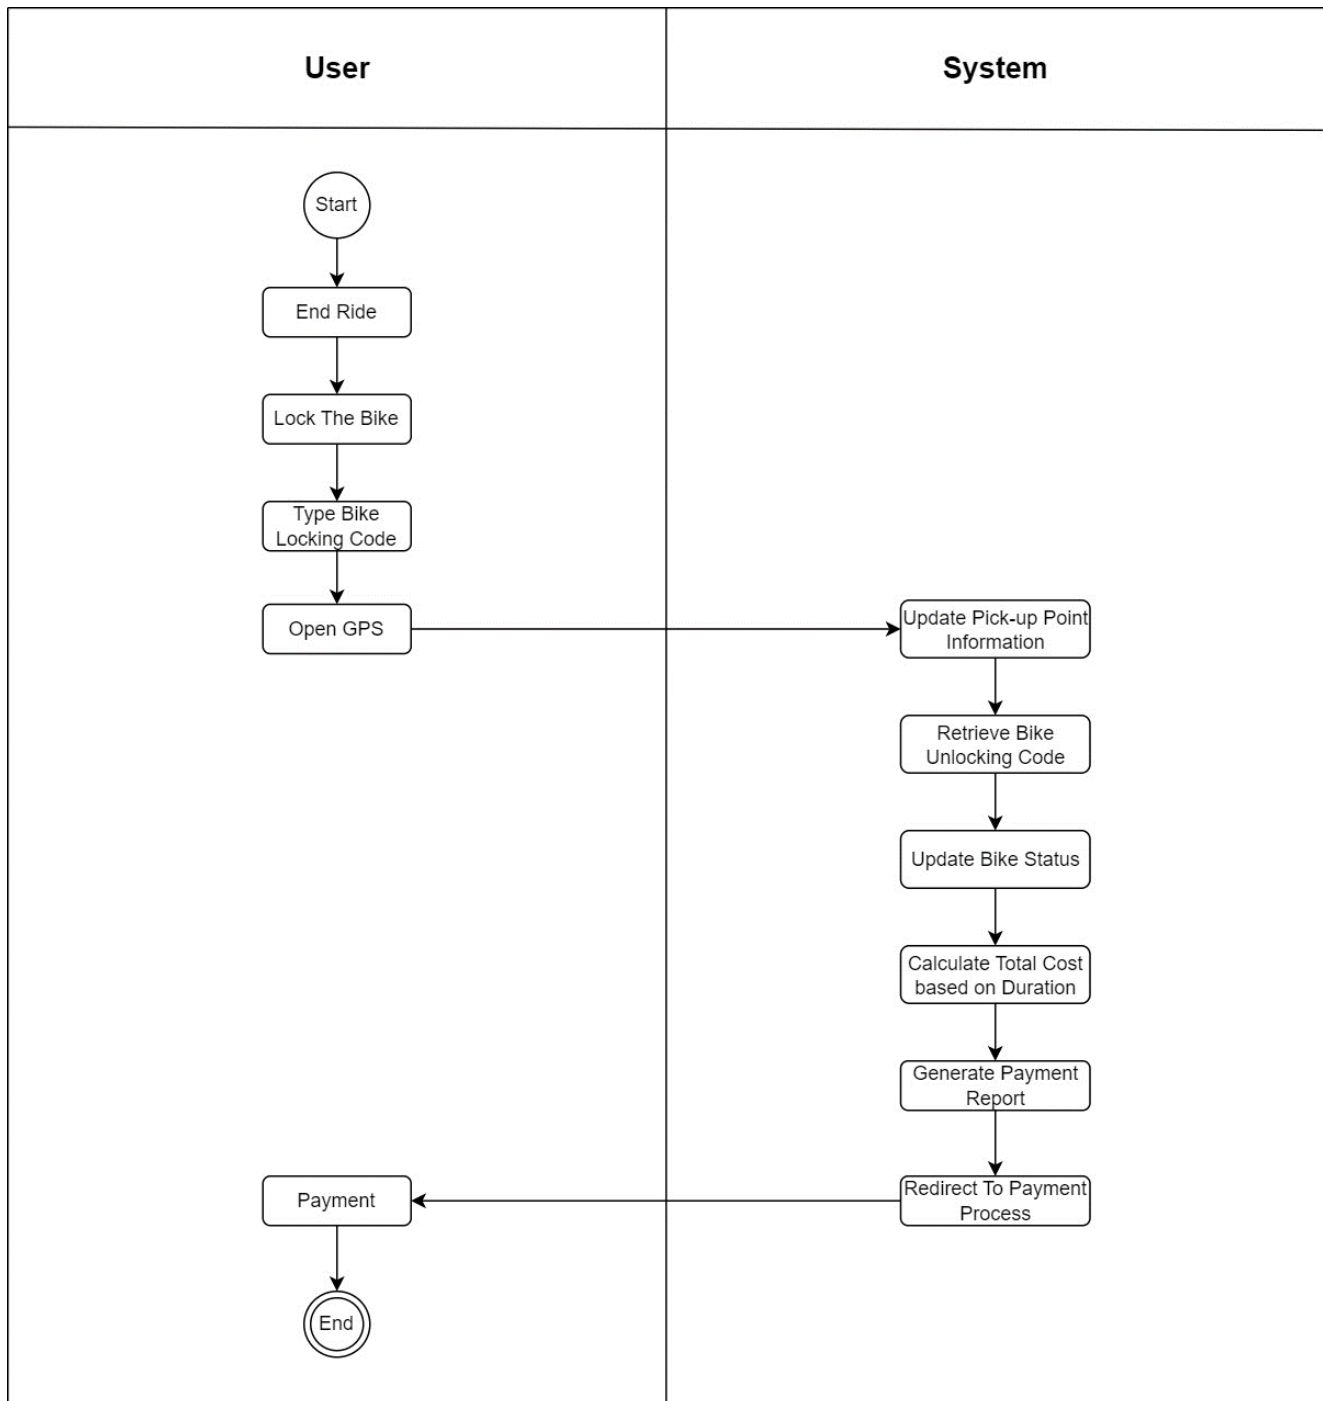 User
System
Start
End Ride
Lock The Bike
Type Bike
Locking Code
Open GPS
Update Pick-up Point
Information
Retrieve Bike
Unlocking Code
Update Bike Status
Calculate Total Cost
based on Duration
Generate Payment
Report
Redirect To Payment
Process
Payment
End